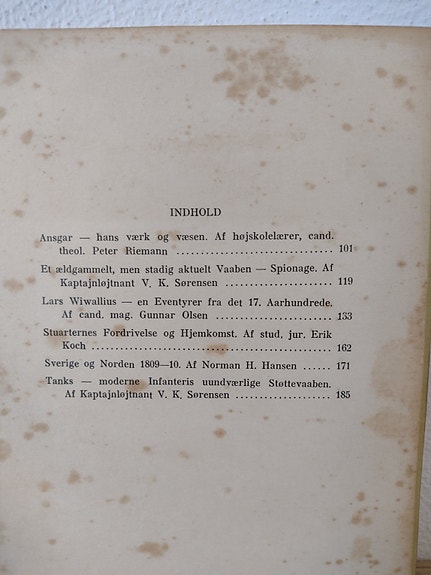 INDHOLD
Ansgar — hans værk og væsen. Af højskolelærer, cand.
theol. Peter Riemann ................................ 101
Et ældgammelt, men stadig aktuelt Vaaben — Spionage. Af
Kaptajnløjtnant V. K. Sørensen ...................... 119
Lars Wiwallius — en Eventyrer fra det 17. Aarhundrede.
Af cand. mag. Gunnar Olsen ........................ 133
Stuarternes Fordrivelse og Hjemkomst. Af stud. jur. Erik
Koch ................................................ 162
Sverige og Norden 1809—10. Af Norman H. Hansen ...... 171
Tanks — moderne Infanteris uundværlige Støttevaaben.
Af Kaptajnløjtnant V. K. Sørensen .................... 185